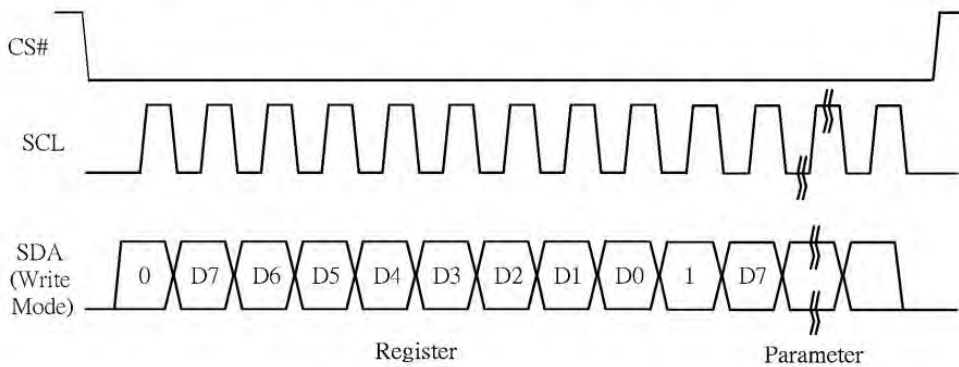 CS#
SCL
SDA
(Write
Mode)
0 D7 D6 D5 D4 D3 D2 D1 D0 1 D7
Register Parameter